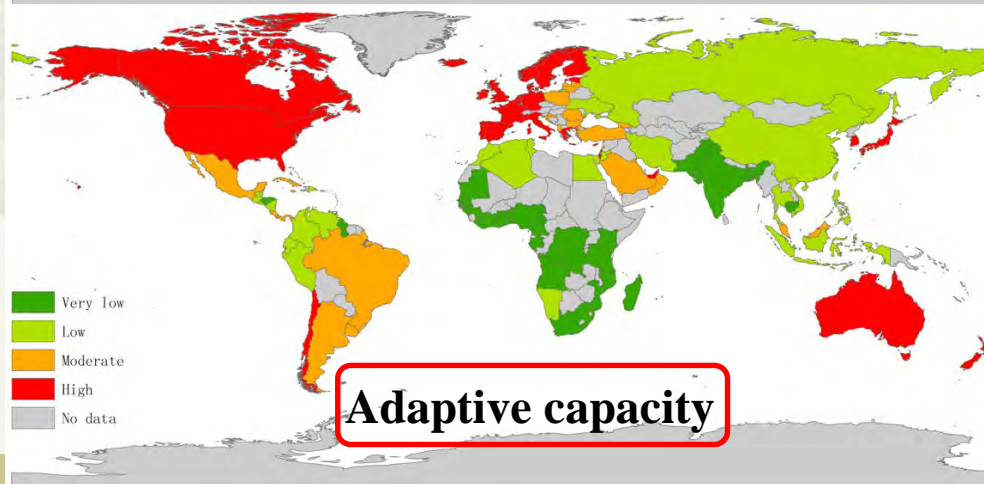 Very low
Low
Moderate
High
No data
Adaptive capacity